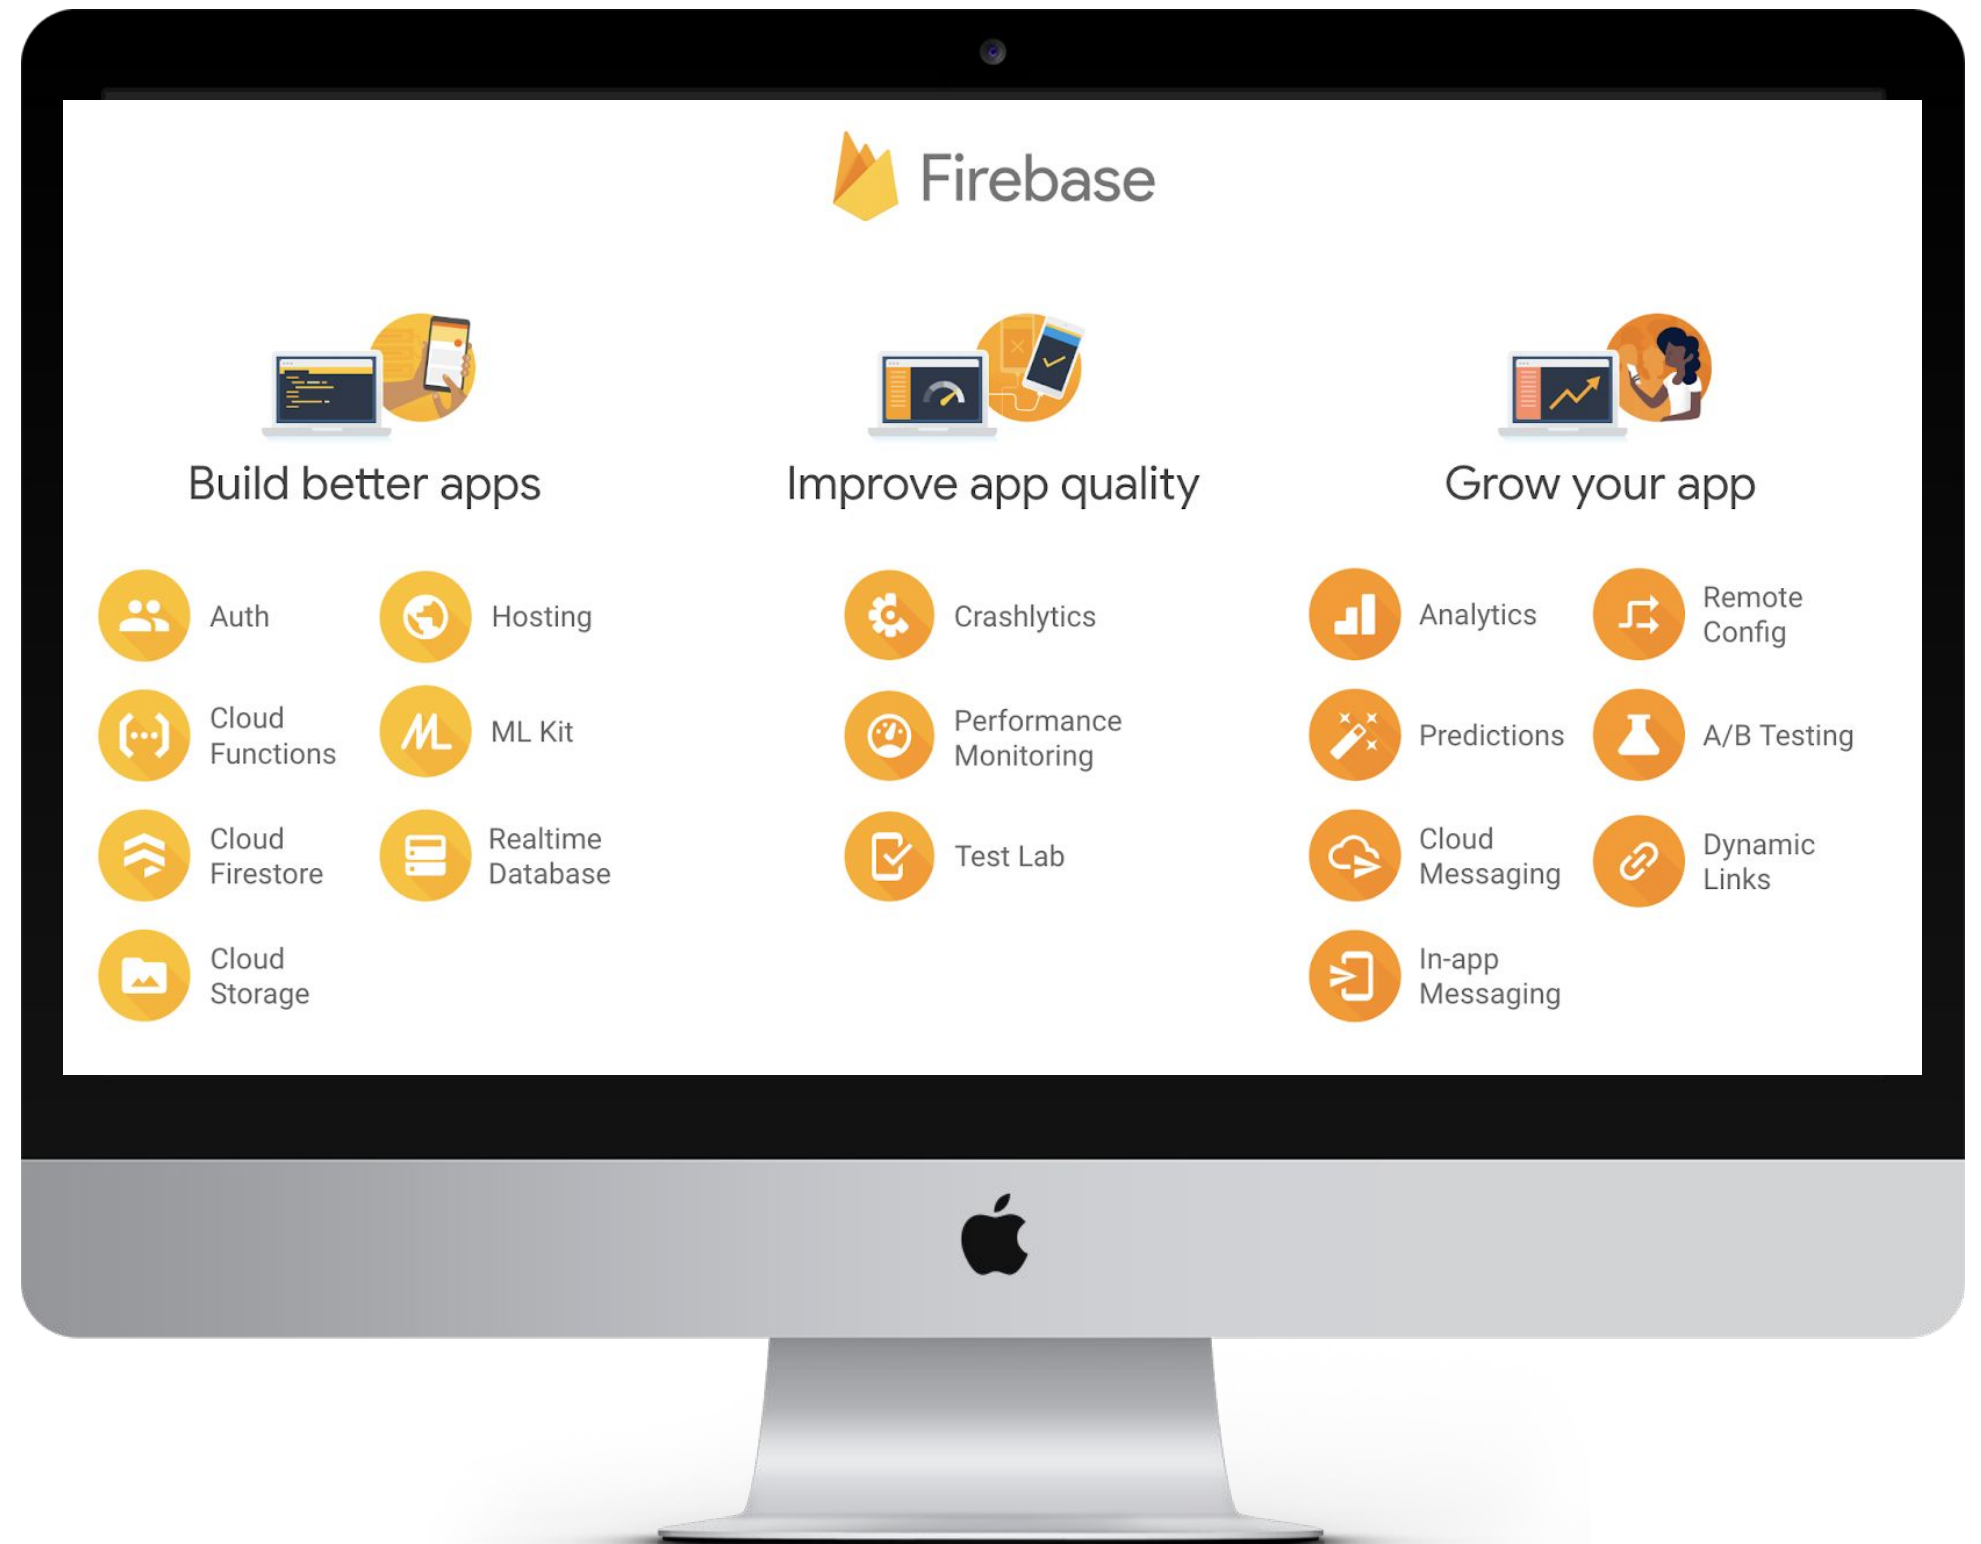 Firebase
Build better apps
Auth
Hosting
Cloud
Functions
ML Kit
Cloud
Firestore
Realtime
Database
Cloud
Storage
Improve app quality
Crashlytics
Performance
Monitoring
Test Lab
Grow your app
Analytics
Remote
Config
Predictions
A/B Testing
Cloud
Messaging
Dynamic
Links
In-app
Messaging